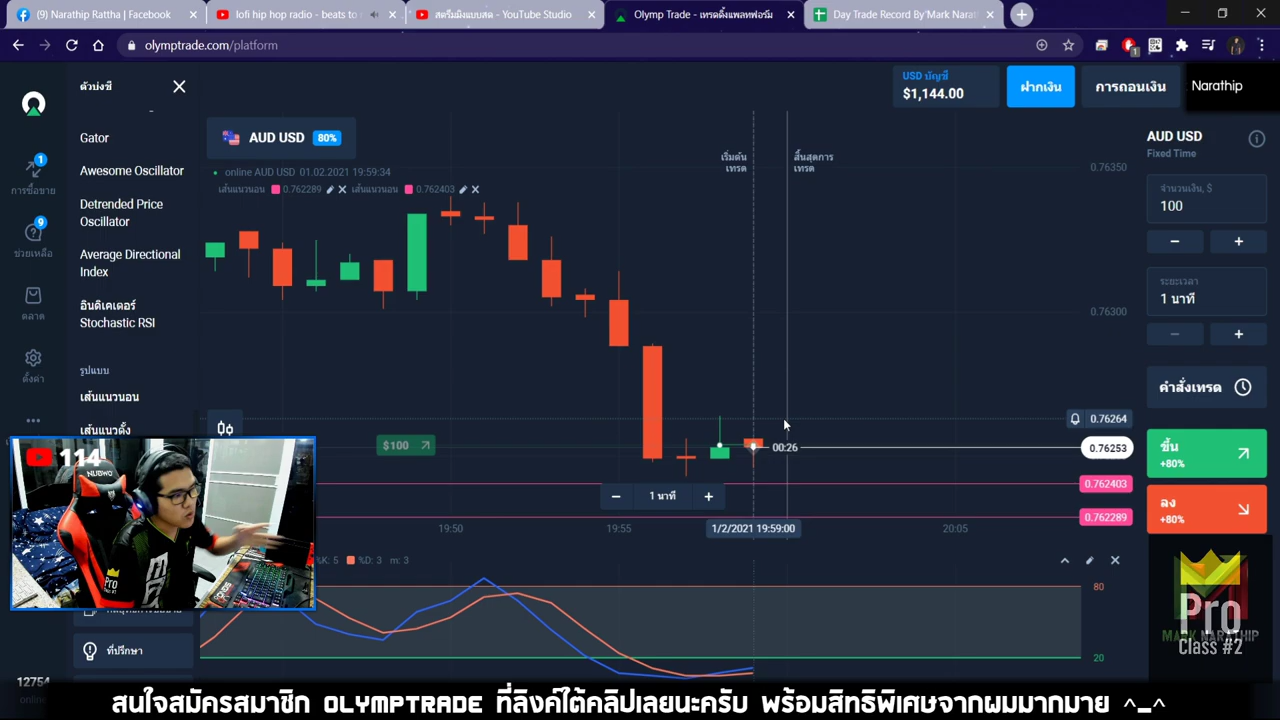 (9) Narathip Rattha | Facebook
lofi hip hop radio - beats to r
สตรีมมิงแบบสด - YouTube Studio
Olymp Trade - เทรดดิ้งแพลทฟอร์ม
Day Trade Record By Mark Narat
olymptrade.com/platform
ตัวบ่งชี้
Gator
Awesome Oscillator
Detrended Price
Oscillator
Average Directional
Index
อินดิเคเตอร์
Stochastic RSI
รูปแบบ
เส้นแนวนอน
เส้นแนวตั้ง
ที่ปรึกษา
1
การซื้อขาย
9
ช่วยเหลือ
ตลาด
ตั้งค่า
12754
online
AUD USD 80%
online AUD USD 01.02.2021 19:59:34
เส้นแนวนอน 0.762289 เส้นแนวนอน 0.762403
เริ่มต้น
เทรด
สิ้นสุดการ
เทรด
USD บัญชี
$1,144.00
ฝากเงิน
การถอนเงิน
Narathip
0.76350
0.76300
0.76264
0.76253
0.762403
0.762289
$100
00:26
1 นาที
19:50
19:55
1/2/2021 19:59:00
20:05
%K: 5 %D: 3 m: 3
80
20
AUD USD
Fixed Time
จำนวนเงิน, $
100
ระยะเวลา
1 นาที
คำสั่งเทรด
ขึ้น
+80%
ลง
+80%
114
NUBWO
Pro
Pro
MARK NARATHIP
Class #2
สนใจสมัครสมาชิก OLYMPTRADE ที่ลิงค์ใต้คลิปเลยนะครับ พร้อมสิทธิพิเศษจากผมมากมาย ^_^